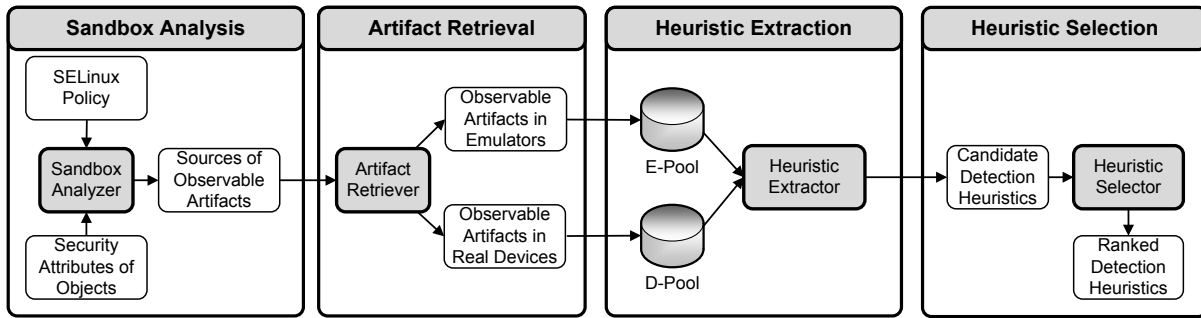 Sandbox Analysis
SELinux
Policy
Sandbox
Analyzer
Sources of
Observable
Artifacts
Security
Attributes of
Objects
Artifact Retrieval
Artifact
Retriever
Observable
Artifacts in
Emulators
Observable
Artifacts in
Real Devices
Heuristic Extraction
E-Pool
D-Pool
Heuristic
Extractor
Heuristic Selection
Candidate
Detection
Heuristics
Heuristic
Selector
Ranked
Detection
Heuristics